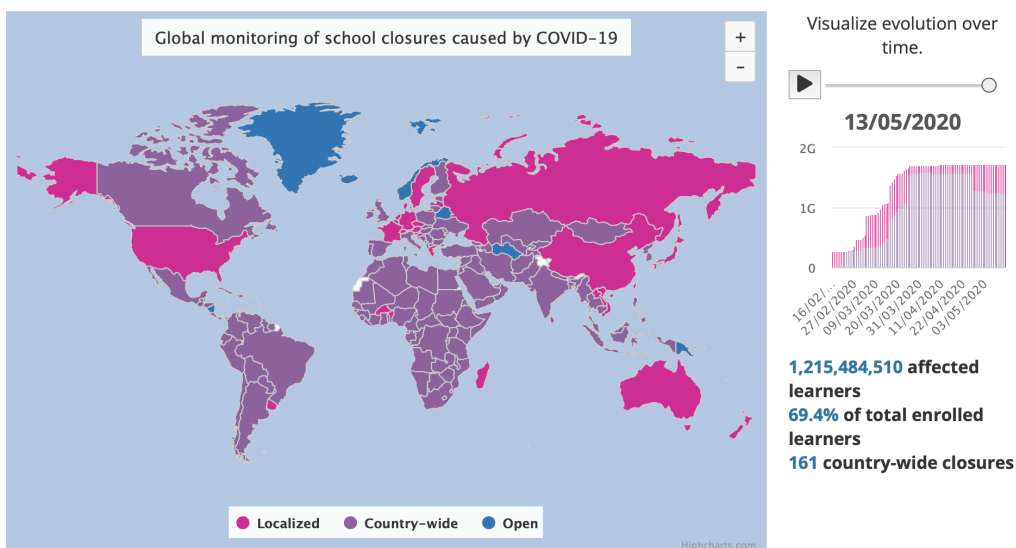 Global monitoring of school closures caused by COVID-19
+
−
Localized
Country-wide
Open
Highcharts.com
Visualize evolution over
time.
13/05/2020
2G
1G
0
16/02/...
27/02/2020
09/03/2020
20/03/2020
31/03/2020
11/04/2020
22/04/2020
03/05/2020
1,215,484,510 affected
learners
69.4% of total enrolled
learners
161 country-wide closures